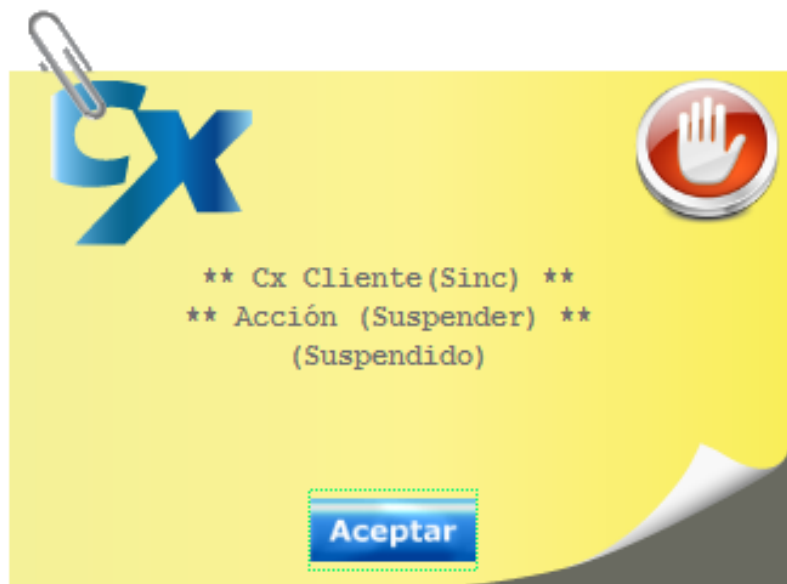 Cx
** Cx Cliente(Sinc) **
** Acción (Suspender) **
(Suspendido)
Aceptar